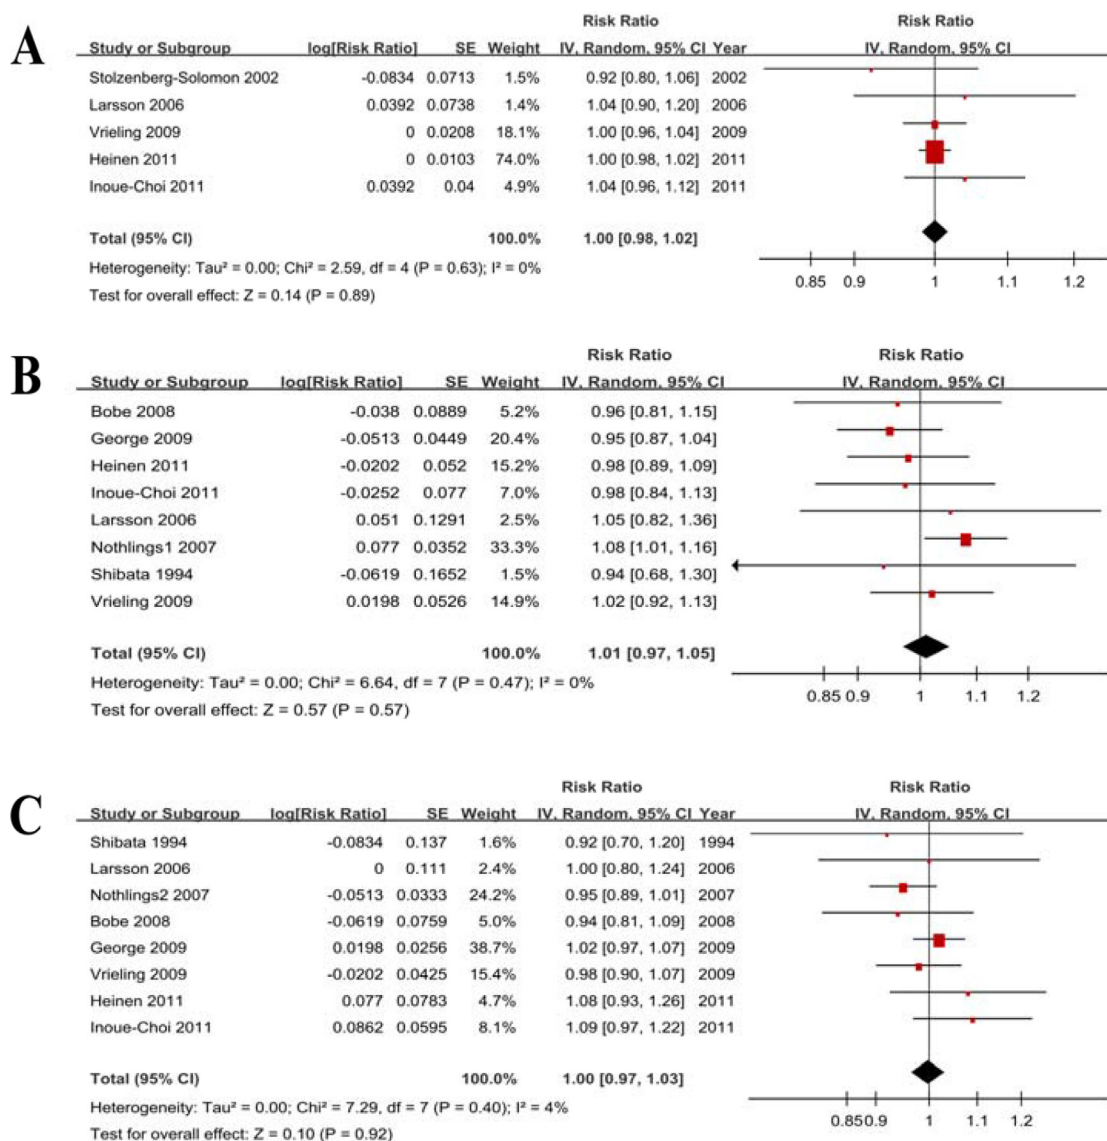 A
Risk Ratio Risk Ratio
Study or Subgroup log[Risk Ratio] SE Weight IV, Random, 95% CI Year IV, Random, 95% CI
Stolzenberg-Solomon 2002 -0.0834 0.0713 1.5% 0.92 [0.80, 1.06] 2002
Larsson 2006 0.0392 0.0738 1.4% 1.04 [0.90, 1.20] 2006
Vrieling 2009 0 0.0208 18.1% 1.00 [0.96, 1.04] 2009
Heinen 2011 0 0.0103 74.0% 1.00 [0.98, 1.02] 2011
Inoue-Choi 2011 0.0392 0.04 4.9% 1.04 [0.96, 1.12] 2011
Total (95% CI) 100.0% 1.00 [0.98, 1.02]
Heterogeneity: Tau² = 0.00; Chi² = 2.59, df = 4 (P = 0.63); I² = 0%
Test for overall effect: Z = 0.14 (P = 0.89)
0.85 0.9 1 1.1 1.2
B
Risk Ratio Risk Ratio
Study or Subgroup log[Risk Ratio] SE Weight IV, Random, 95% CI IV, Random, 95% CI
Bobe 2008 -0.038 0.0889 5.2% 0.96 [0.81, 1.15]
George 2009 -0.0513 0.0449 20.4% 0.95 [0.87, 1.04]
Heinen 2011 -0.0202 0.052 15.2% 0.98 [0.89, 1.09]
Inoue-Choi 2011 -0.0252 0.077 7.0% 0.98 [0.84, 1.13]
Larsson 2006 0.051 0.1291 2.5% 1.05 [0.82, 1.36]
Nothlings1 2007 0.077 0.0352 33.3% 1.08 [1.01, 1.16]
Shibata 1994 -0.0619 0.1652 1.5% 0.94 [0.68, 1.30]
Vrieling 2009 0.0198 0.0526 14.9% 1.02 [0.92, 1.13]
Total (95% CI) 100.0% 1.01 [0.97, 1.05]
Heterogeneity: Tau² = 0.00; Chi² = 6.64, df = 7 (P = 0.47); I² = 0%
Test for overall effect: Z = 0.57 (P = 0.57)
0.85 0.9 1 1.1 1.2
C
Risk Ratio Risk Ratio
Study or Subgroup log[Risk Ratio] SE Weight IV, Random, 95% CI Year IV, Random, 95% CI
Shibata 1994 -0.0834 0.137 1.6% 0.92 [0.70, 1.20] 1994
Larsson 2006 0 0.111 2.4% 1.00 [0.80, 1.24] 2006
Nothlings2 2007 -0.0513 0.0333 24.2% 0.95 [0.89, 1.01] 2007
Bobe 2008 -0.0619 0.0759 5.0% 0.94 [0.81, 1.09] 2008
George 2009 0.0198 0.0256 38.7% 1.02 [0.97, 1.07] 2009
Vrieling 2009 -0.0202 0.0425 15.4% 0.98 [0.90, 1.07] 2009
Heinen 2011 0.077 0.0783 4.7% 1.08 [0.93, 1.26] 2011
Inoue-Choi 2011 0.0862 0.0595 8.1% 1.09 [0.97, 1.22] 2011
Total (95% CI) 100.0% 1.00 [0.97, 1.03]
Heterogeneity: Tau² = 0.00; Chi² = 7.29, df = 7 (P = 0.40); I² = 4%
Test for overall effect: Z = 0.10 (P = 0.92)
0.85 0.9 1 1.1 1.2